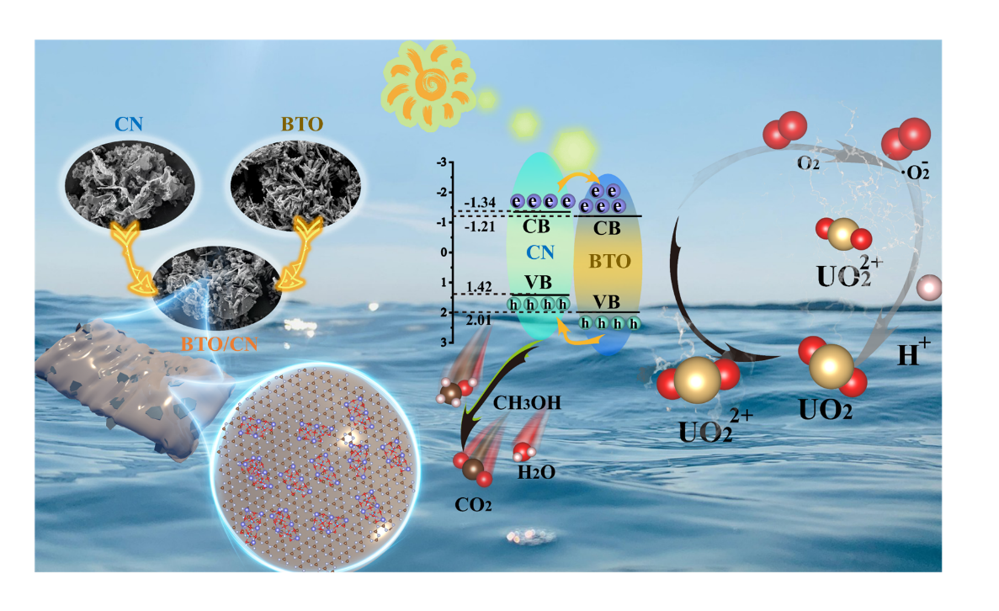 CN
BTO
BTO/CN
-3
-2
-1
0
1
2
3
-1.34
-1.21
1.42
2.01
e e e e
e e
e e e
CB
CB
CN
BTO
VB
VB
h h h h
h h h h
CH3OH
H2O
CO2
O2
·O2-
UO2 2+
H+
UO2
UO2 2+